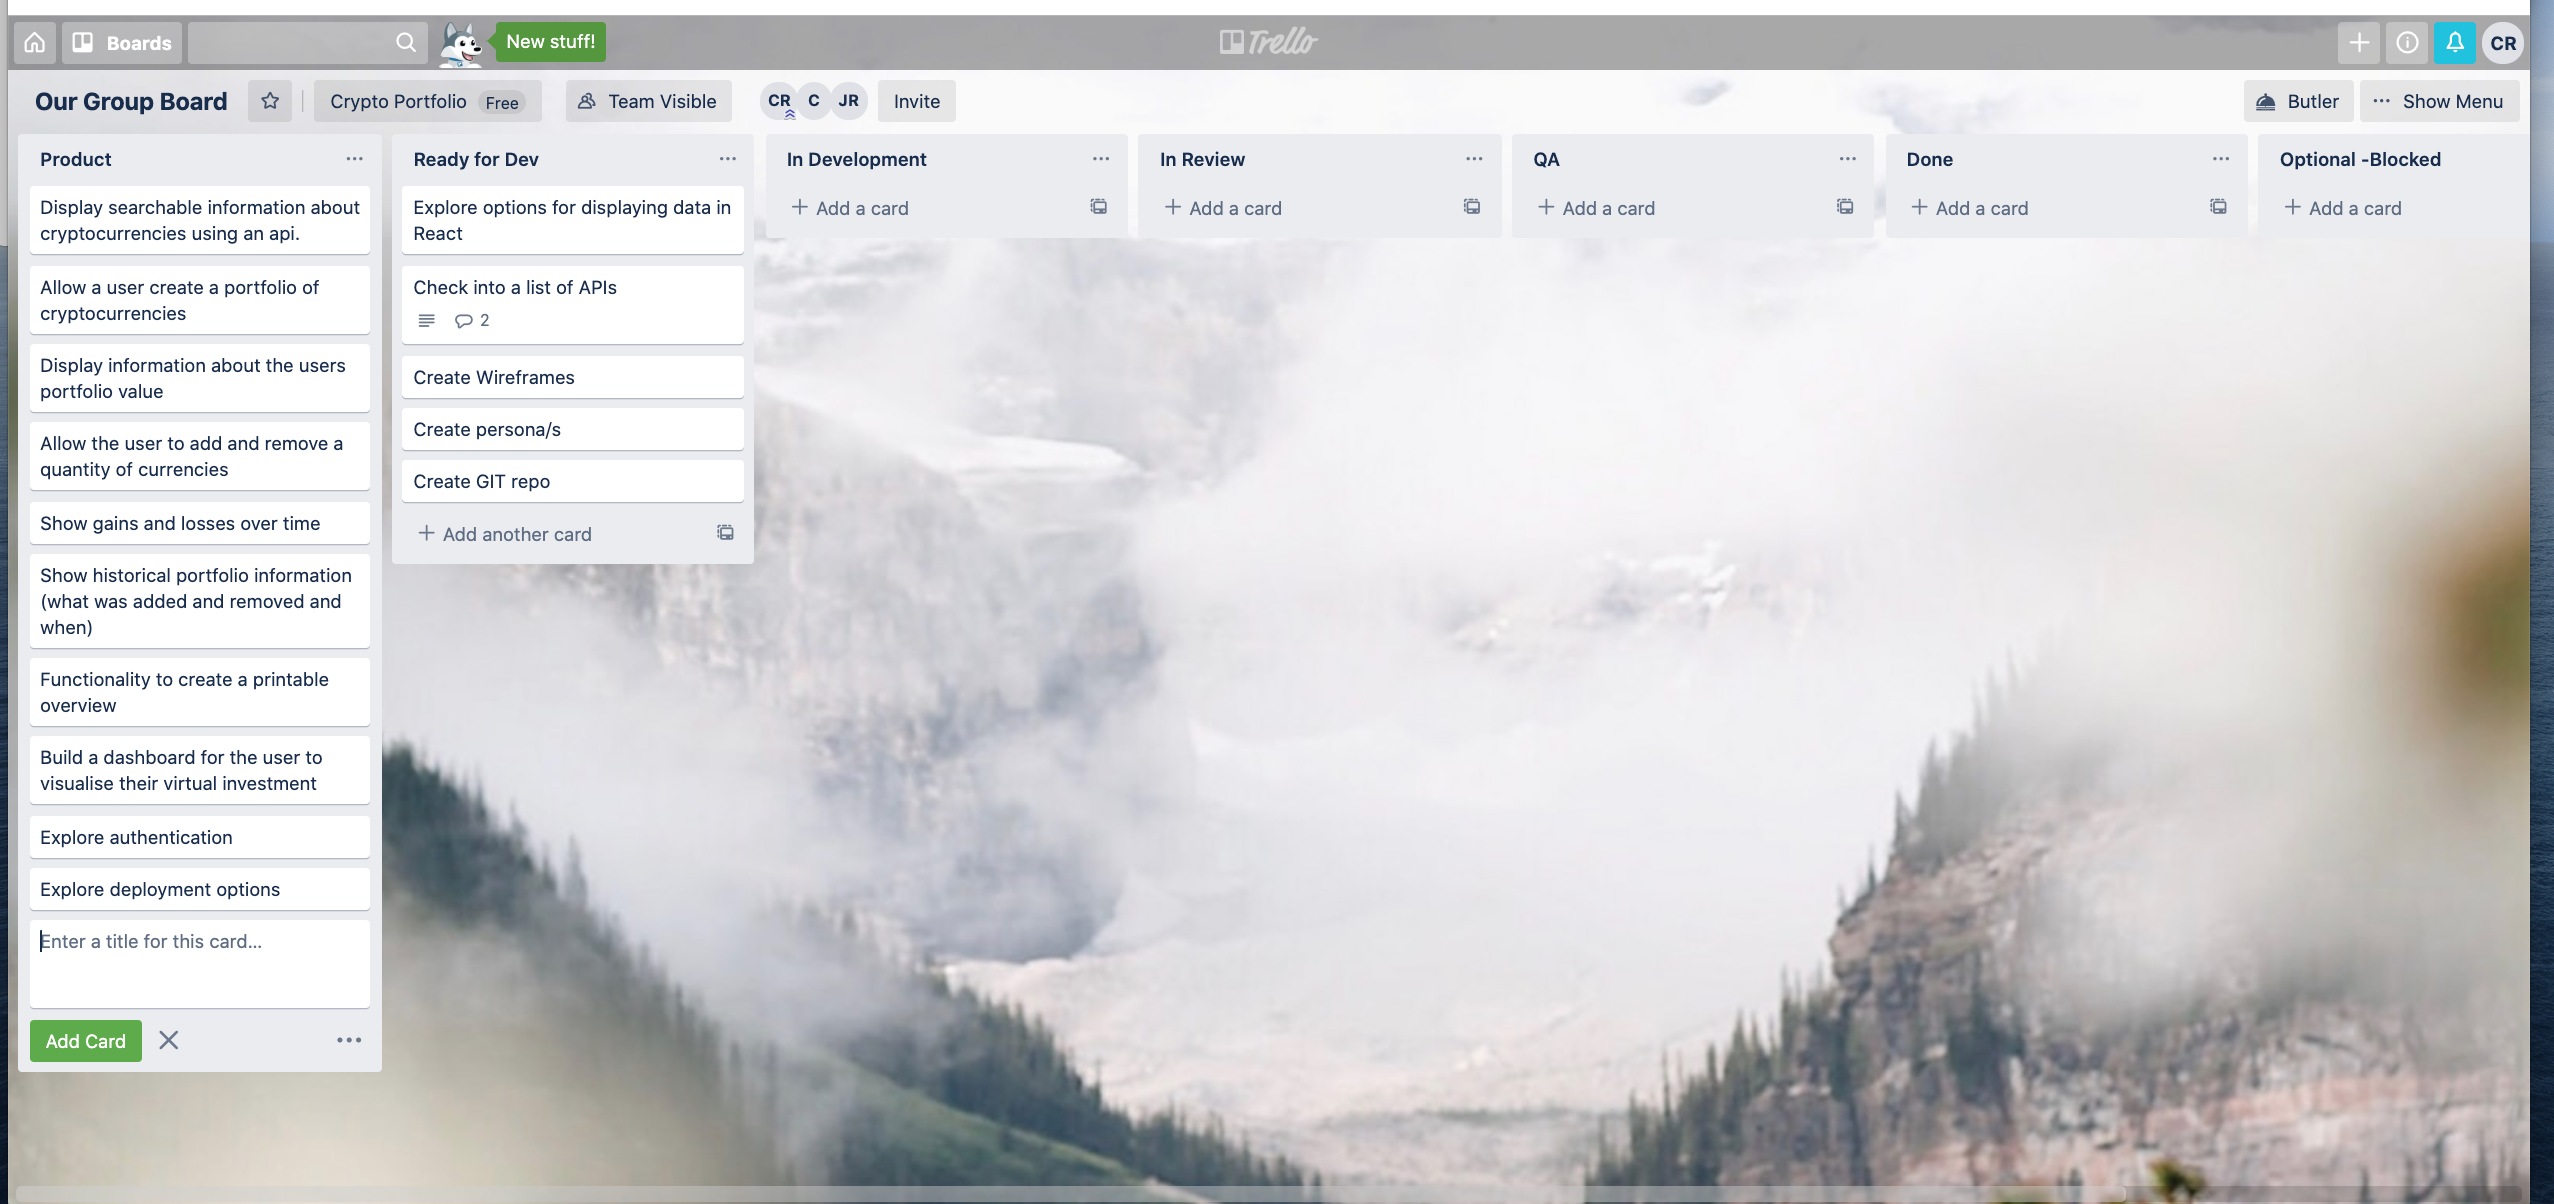 Boards
New stuff!
Trello
CR
Our Group Board
Crypto Portfolio Free
Team Visible
CR C JR
Invite
Butler
··· Show Menu
Product
Display searchable information about
cryptocurrencies using an api.
Allow a user create a portfolio of
cryptocurrencies
Display information about the users
portfolio value
Allow the user to add and remove a
quantity of currencies
Show gains and losses over time
Show historical portfolio information
(what was added and removed and
when)
Functionality to create a printable
overview
Build a dashboard for the user to
visualise their virtual investment
Explore authentication
Explore deployment options
Enter a title for this card...
Add Card
Ready for Dev
Explore options for displaying data in
React
Check into a list of APIs
2
Create Wireframes
Create persona/s
Create GIT repo
+ Add another card
In Development
+ Add a card
In Review
+ Add a card
QA
+ Add a card
Done
+ Add a card
Optional -Blocked
+ Add a card